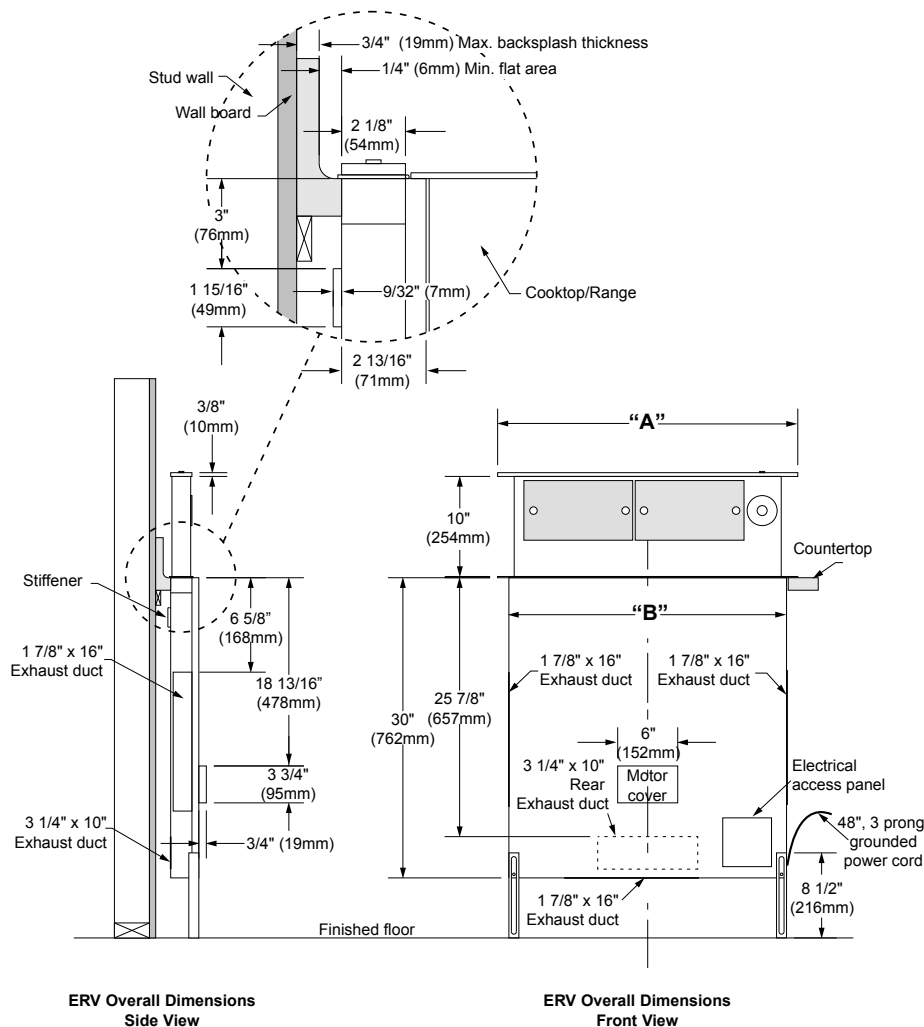 3/4" (19mm) Max. backsplash thickness
1/4" (6mm) Min. flat area
Stud wall
Wall board
2 1/8"
(54mm)
3"
(76mm)
1 15/16"
(49mm)
9/32" (7mm)
Cooktop/Range
2 13/16"
(71mm)
3/8"
(10mm)
Stiffener
6 5/8”
(168mm)
1 7/8" x 16"
Exhaust duct
18 13/16”
(478mm)
3 3/4"
(95mm)
3 1/4" x 10"
Exhaust duct
3/4" (19mm)
“A”
10"
(254mm)
Countertop
“B”
1 7/8" x 16"
Exhaust duct
1 7/8" x 16"
Exhaust duct
25 7/8"
(657mm)
30"
(762mm)
6"
(152mm)
3 1/4" x 10"
Rear
Exhaust duct
Motor
cover
Electrical
access panel
48", 3 prong
grounded
power cord
8 1/2"
(216mm)
1 7/8" x 16"
Exhaust duct
Finished floor
ERV Overall Dimensions
Side View
ERV Overall Dimensions
Front View